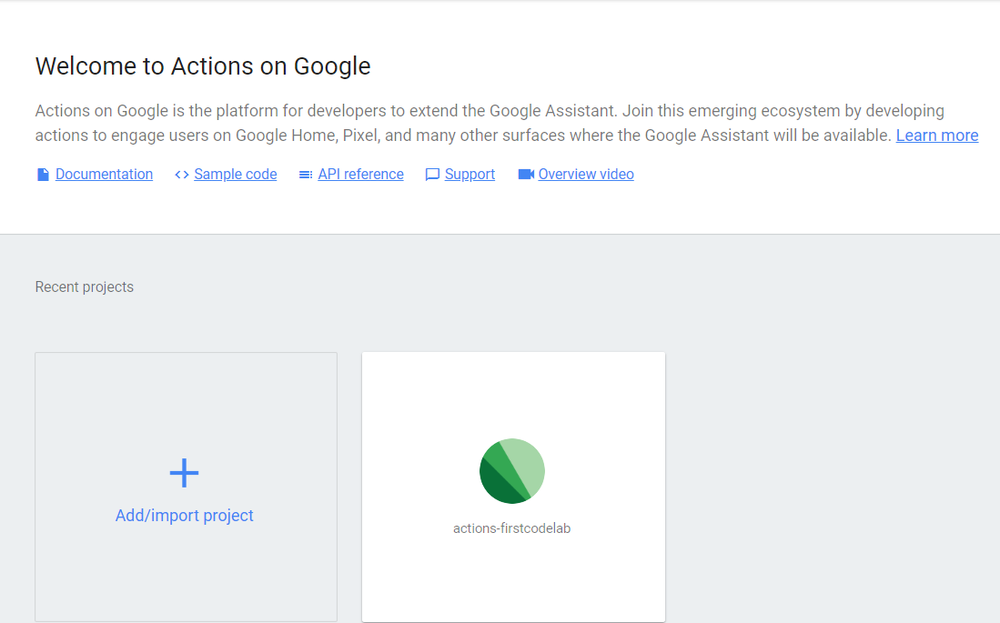 Welcome to Actions on Google
Actions on Google is the platform for developers to extend the Google Assistant. Join this emerging ecosystem by developing
actions to engage users on Google Home, Pixel, and many other surfaces where the Google Assistant will be available. Learn more
Documentation <> Sample code API reference Support Overview video
Recent projects
Add/import project
actions-firstcodelab